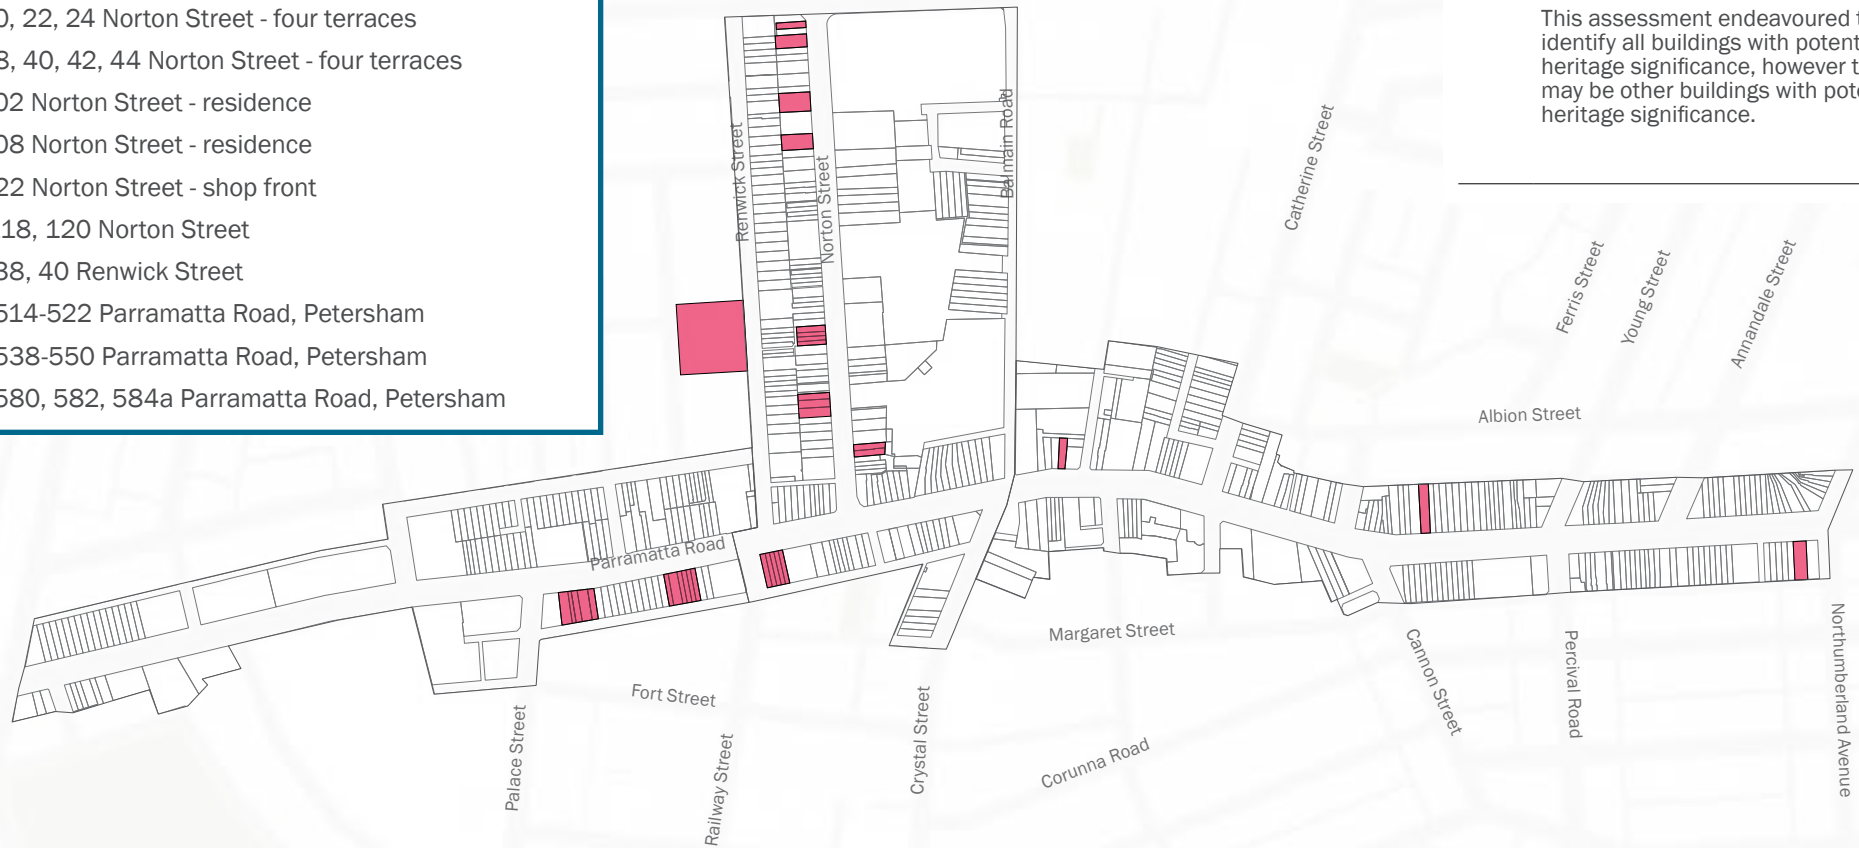 0, 22, 24 Norton Street - four terraces
8, 40, 42, 44 Norton Street - four terraces
02 Norton Street - residence
08 Norton Street - residence
22 Norton Street - shop front
18, 120 Norton Street
38, 40 Renwick Street
514-522 Parramatta Road, Petersham
538-550 Parramatta Road, Petersham
580, 582, 584a Parramatta Road, Petersham
This assessment endeavoured t
identify all buildings with potent
heritage significance, however t
may be other buildings with pote
heritage significance.
Renwick Street
Norton Street
Balmain Road
Catherine Street
Ferris Street
Young Street
Annandale Street
Albion Street
Parramatta Road
Margaret Street
Fort Street
Palace Street
Railway Street
Crystal Street
Corunna Road
Cannon Street
Percival Road
Northumberland Avenue